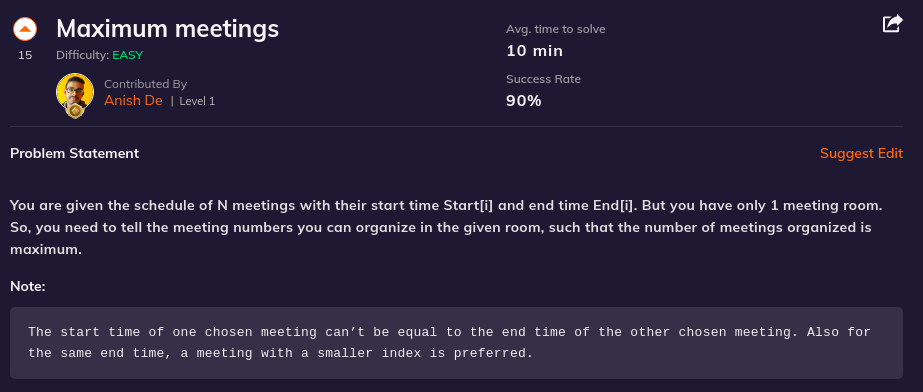 Maximum meetings
15
Difficulty: EASY
Contributed By
Anish De | Level 1
Avg. time to solve
10 min
Success Rate
90%
Problem Statement
Suggest Edit
You are given the schedule of N meetings with their start time Start[i] and end time End[i]. But you have only 1 meeting room.
So, you need to tell the meeting numbers you can organize in the given room, such that the number of meetings organized is
maximum.
Note:
The start time of one chosen meeting can’t be equal to the end time of the other chosen meeting. Also for
the same end time, a meeting with a smaller index is preferred.